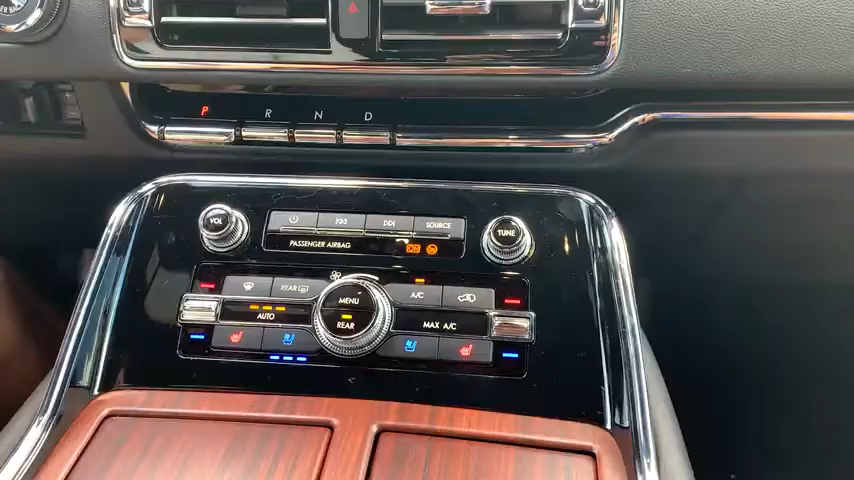 P R N D
VOL
SOURCE
TUNE
PASSENGER AIRBAG
REAR
MENU
A/C
AUTO
REAR
MAX A/C